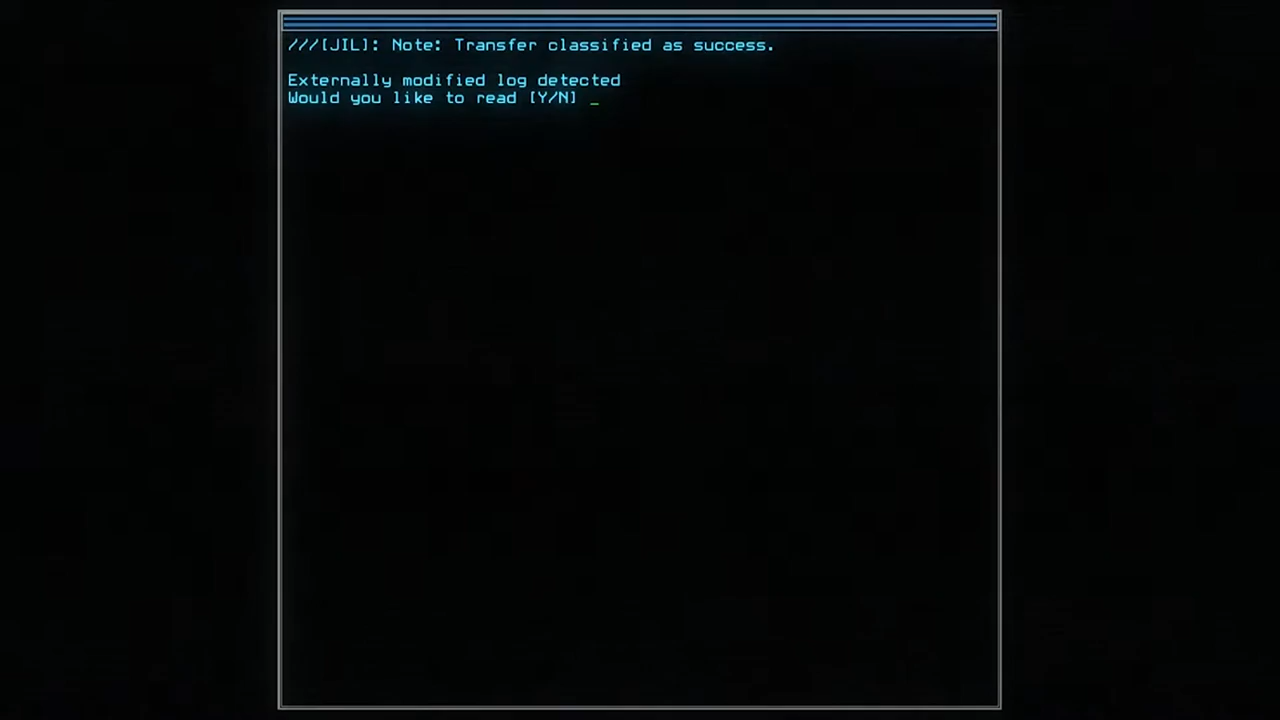 ///[JIL]: Note: Transfer classified as success.
Externally modified log detected
Would you like to read [Y/N] _